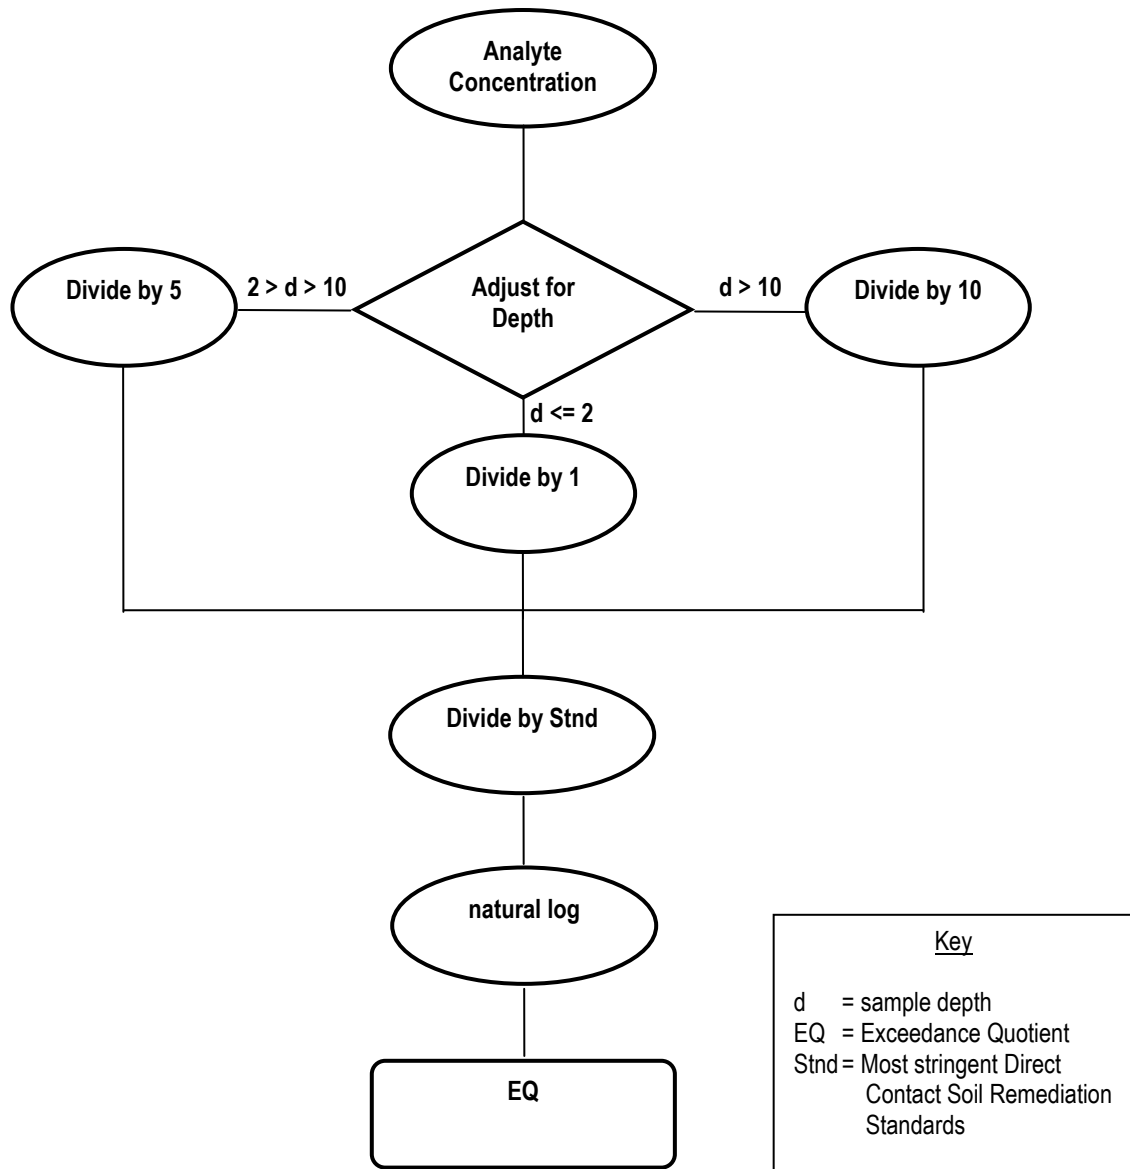 Analyte
Concentration
Divide by 5
2 > d > 10
Adjust for
Depth
d > 10
Divide by 10
d <= 2
Divide by 1
Divide by Stnd
natural log
EQ
Key
d = sample depth
EQ = Exceedance Quotient
Stnd = Most stringent Direct
Contact Soil Remediation
Standards